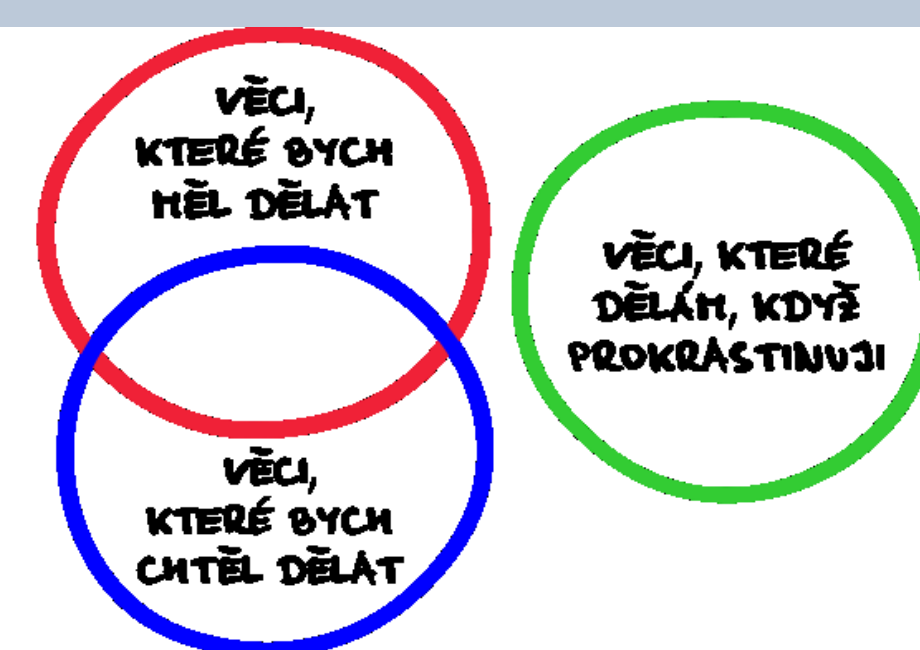 VĚCI,
KTERÉ BYCH
MĚL DĚLAT
VĚCI, KTERÉ
DĚLÁM, KDYŽ
PROKRASTINUJI
VĚCI,
KTERÉ BYCH
CHTĚL DĚLAT